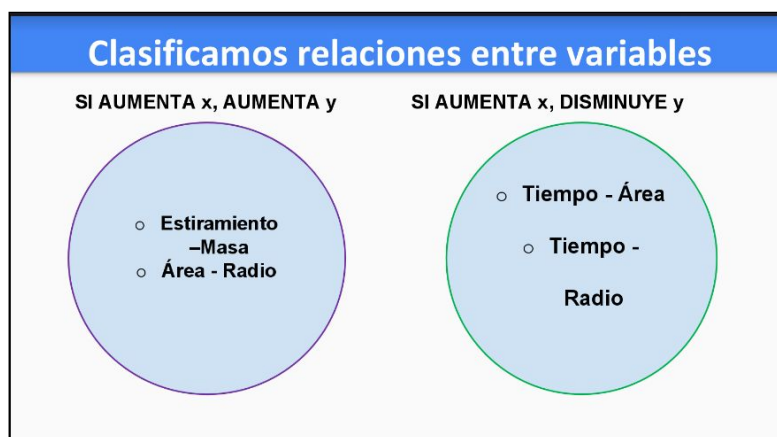 Clasificamos relaciones entre variables
SI AUMENTA x, AUMENTA y
○ Estiramiento
–Masa
○ Área - Radio
SI AUMENTA x, DISMINUYE y
○ Tiempo - Área
○ Tiempo -
Radio